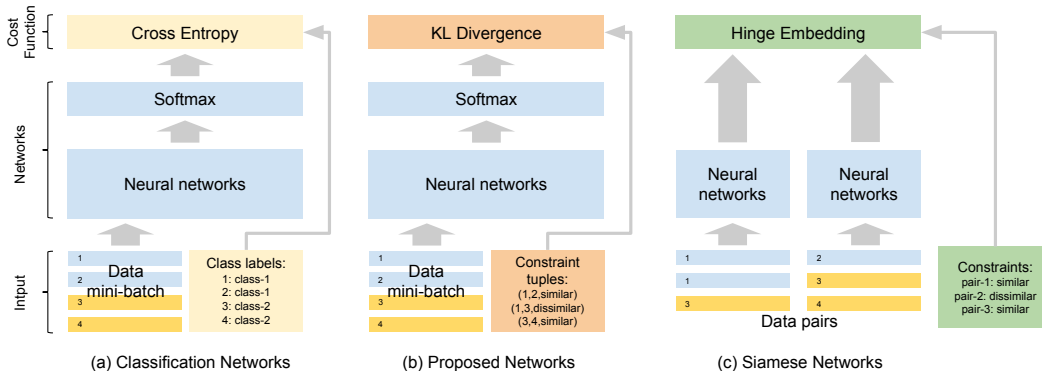 Cost
Function
Networks
Intput
Cross Entropy
Softmax
Neural networks
1
2
3
4
Data
mini-batch
Class labels:
1: class-1
2: class-1
3: class-2
4: class-2
(a) Classification Networks
KL Divergence
Softmax
Neural networks
1
2
3
4
Data
mini-batch
Constraint
tuples:
(1,2,similar)
(1,3,dissimilar)
(3,4,similar)
(b) Proposed Networks
Hinge Embedding
Neural
networks
Neural
networks
1
1
3
2
3
4
Data pairs
Constraints:
pair-1: similar
pair-2: dissimilar
pair-3: similar
(c) Siamese Networks